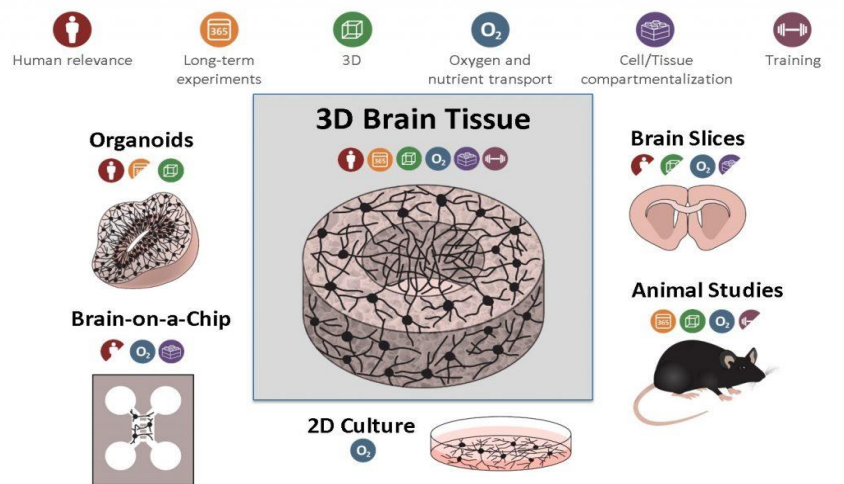 365
O₂
Human relevance
Long-term
experiments
3D
Oxygen and
nutrient transport
Cell/Tissue
compartmentalization
Training
3D Brain Tissue
365
O₂
Organoids
Brain Slices
O₂
Brain-on-a-Chip
O₂
Animal Studies
365
O₂
2D Culture
O₂